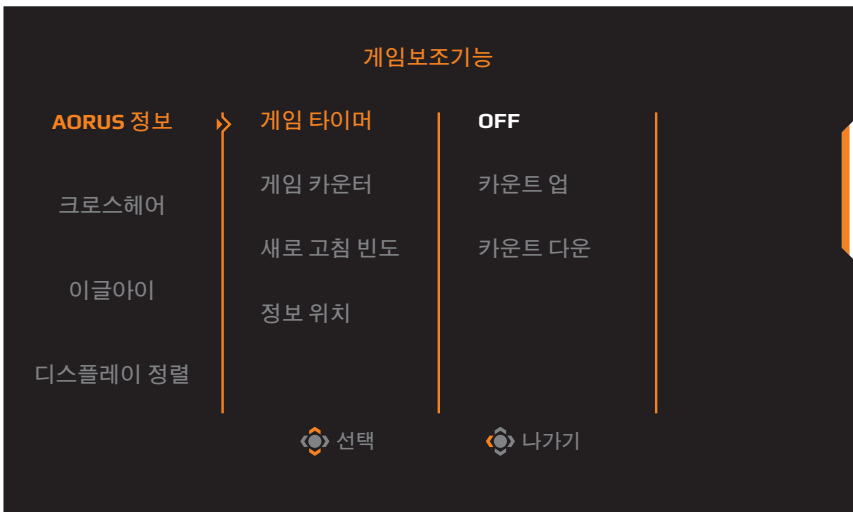 게임보조기능
AORUS 정보
크로스헤어
이글아이
디스플레이 정렬
게임 타이머
게임 카운터
새로 고침 빈도
정보 위치
OFF
카운트 업
카운트 다운
선택
나가기